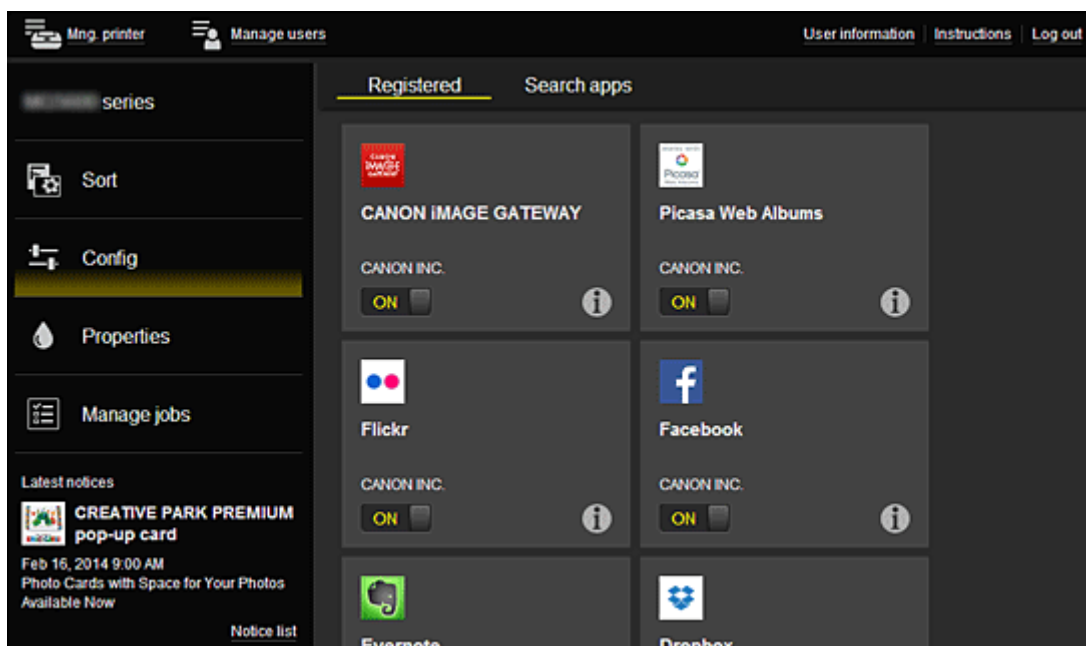 Mng. printer
Manage users
User information
Instructions
Log out
series
Sort
Config
Properties
Manage jobs
Latest notices
CREATIVE PARK PREMIUM
pop-up card
Feb 16, 2014 9:00 AM
Photo Cards with Space for Your Photos
Available Now
Notice list
Registered
Search apps
CANON iMAGE GATEWAY
CANON INC.
ON
Picasa
Picasa Web Albums
CANON INC.
ON
Flickr
CANON INC.
ON
Facebook
CANON INC.
ON
Evernote
Dropbox